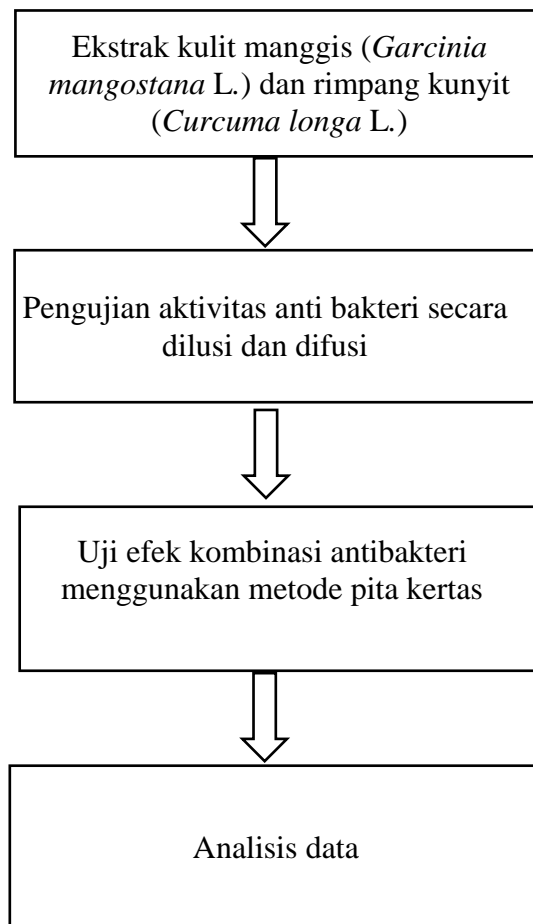 Ekstrak kulit manggis (Garcinia
mangostana L.) dan rimpang kunyit
(Curcuma longa L.)
Pengujian aktivitas anti bakteri secara
dilusi dan difusi
Uji efek kombinasi antibakteri
menggunakan metode pita kertas
Analisis data